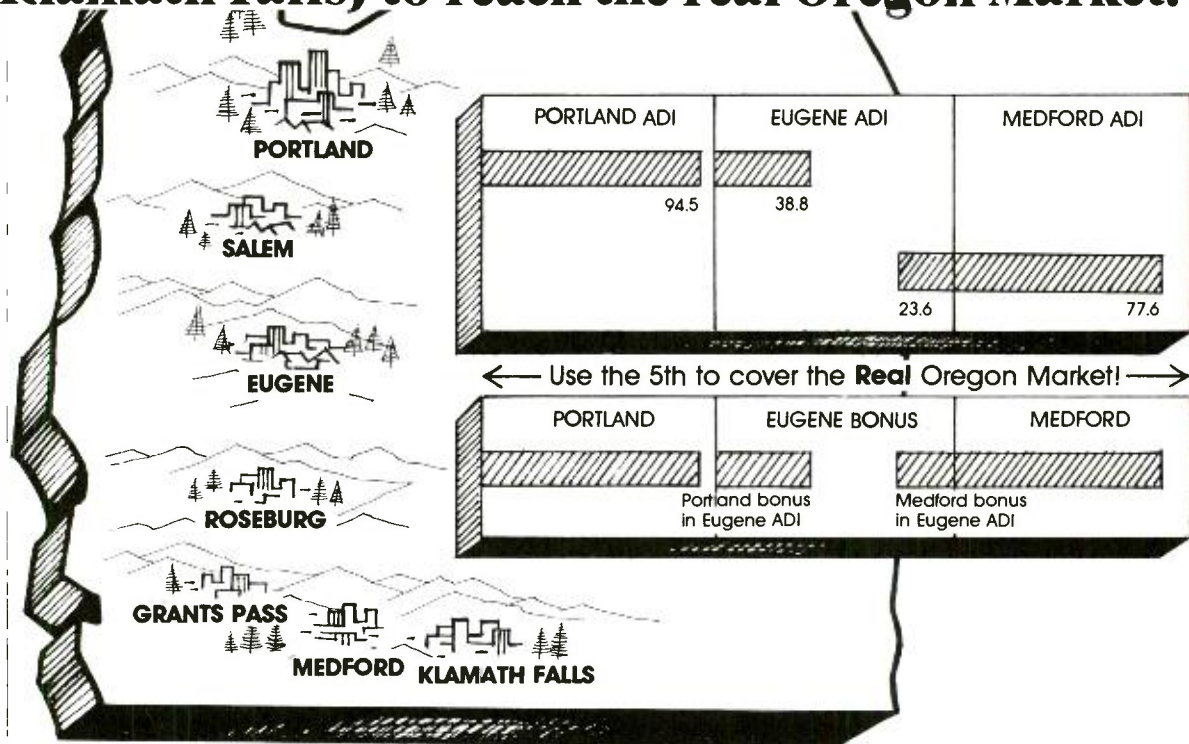 Klamath Falls, to reach the real Oregon Market.
PORTLAND
SALEM
EUGENE
ROSEBURG
GRANTS PASS
MEDFORD
KLAMATH FALLS
PORTLAND ADI
EUGENE ADI
MEDFORD ADI
94.5
38.8
23.6
77.6
Use the 5th to cover the Real Oregon Market!
PORTLAND
EUGENE BONUS
MEDFORD
Portland bonus
in Eugene ADI
Medford bonus
in Eugene ADI